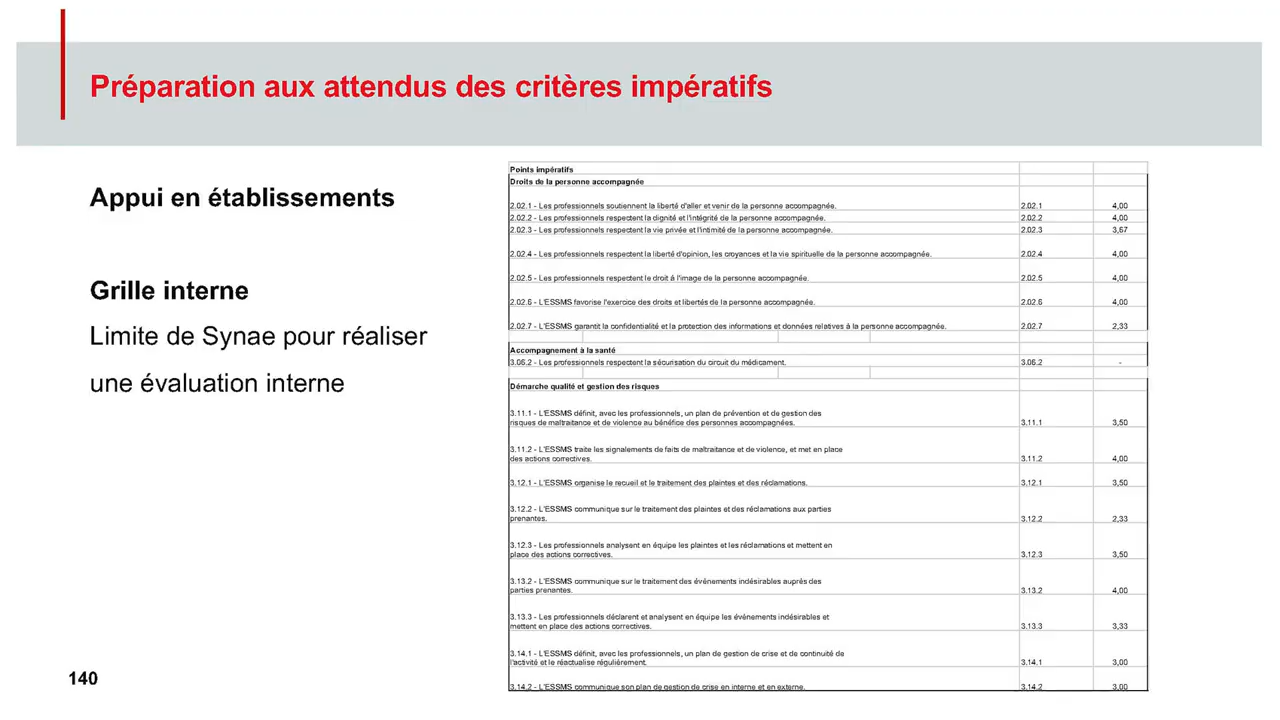 Préparation aux attendus des critères impératifs
Appui en établissements
Grille interne
Limite de Synae pour réaliser
une évaluation interne
Points impératifs
Droits de la personne accompagnée
2.02.1 - Les professionnels soutiennent la liberté d'aller et venir de la personne accompagnée. 2.02.1 4,00
2.02.2 - Les professionnels respectent la dignité et l'intégrité de la personne accompagnée. 2.02.2 4,00
2.02.3 - Les professionnels respectent la vie privée et l'intimité de la personne accompagnée. 2.02.3 3,67
2.02.4 - Les professionnels respectent la liberté d'opinion, les croyances et la vie spirituelle de la personne accompagnée. 2.02.4 4,00
2.02.5 - Les professionnels respectent le droit à l'image de la personne accompagnée. 2.02.5 4,00
2.02.6 - L'ESSMS favorise l'exercice des droits et libertés de la personne accompagnée. 2.02.6 4,00
2.02.7 - L'ESSMS garantit la confidentialité et la protection des informations et données relatives à la personne accompagnée. 2.02.7 2,33
Accompagnement à la santé
3.06.2 - Les professionnels respectent la sécurisation du circuit du médicament. 3.06.2 -
Démarche qualité et gestion des risques
3.11.1 - L'ESSMS définit, avec les professionnels, un plan de prévention et de gestion des
risques de maltraitance et de violence au bénéfice des personnes accompagnées. 3.11.1 3,50
3.11.2 - L'ESSMS traite les signalements de faits de maltraitance et de violence, et met en place
des actions correctives. 3.11.2 4,00
3.12.1 - L'ESSMS organise le recueil et le traitement des plaintes et des réclamations. 3.12.1 3,50
3.12.2 - L'ESSMS communique sur le traitement des plaintes et des réclamations aux parties
prenantes. 3.12.2 2,33
3.12.3 - Les professionnels analysent en équipe les plaintes et les réclamations et mettent en
place des actions correctives. 3.12.3 3,50
3.13.2 - L'ESSMS communique sur le traitement des événements indésirables auprès des
parties prenantes. 3.13.2 4,00
3.13.3 - Les professionnels déclarent et analysent en équipe les événements indésirables et
mettent en place des actions correctives. 3.13.3 3,33
3.14.1 - L'ESSMS définit, avec les professionnels, un plan de gestion de crise et de continuité de
l'activité et le réactualise régulièrement. 3.14.1 3,00
3.14.2 - L'ESSMS communique son plan de gestion de crise en interne et en externe. 3.14.2 3,00
140